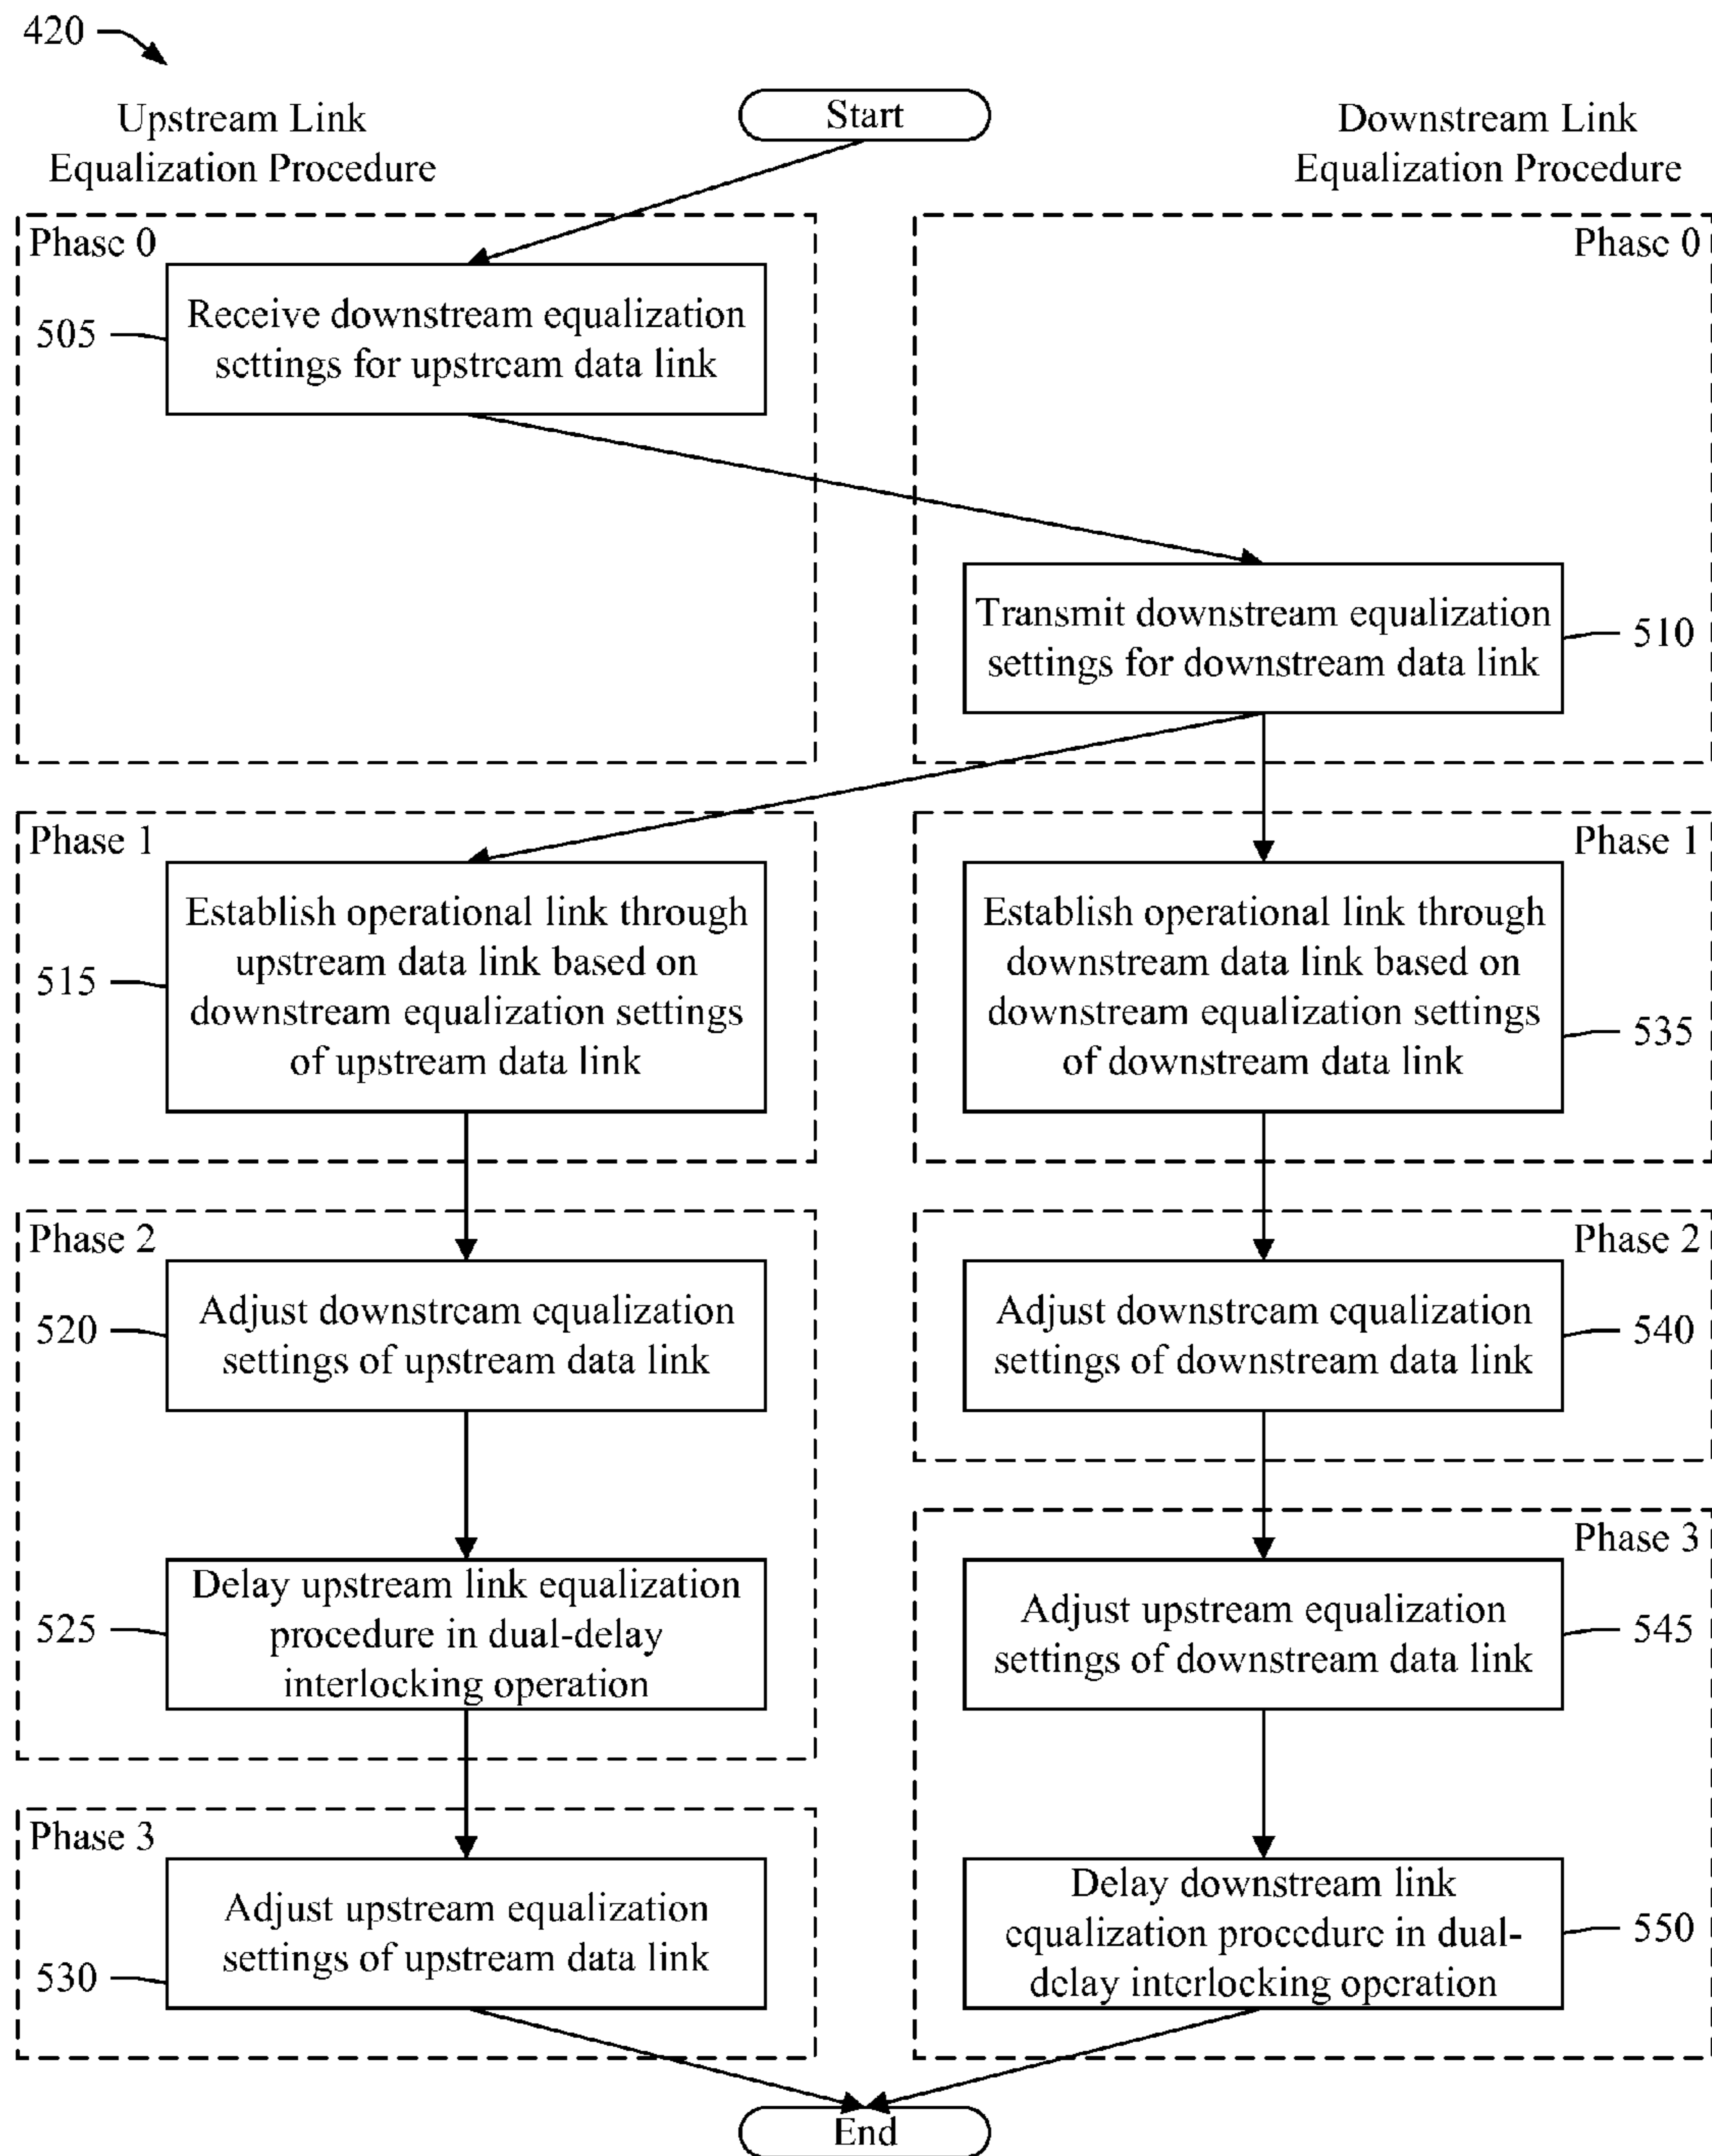 420
Upstream Link
Equalization Procedure
Start
Downstream Link
Equalization Procedure
Phase 0
Phase 0
505
Receive downstream equalization
settings for upstream data link
Transmit downstream equalization
settings for downstream data link
510
Phase 1
Phase 1
515
Establish operational link through
upstream data link based on
downstream equalization settings
of upstream data link
Establish operational link through
downstream data link based on
downstream equalization settings
of downstream data link
535
Phase 2
Phase 2
520
Adjust downstream equalization
settings of upstream data link
Adjust downstream equalization
settings of downstream data link
540
525
Delay upstream link equalization
procedure in dual-delay
interlocking operation
Phase 3
Adjust upstream equalization
settings of downstream data link
545
Phase 3
530
Adjust upstream equalization
settings of upstream data link
Delay downstream link
equalization procedure in dual-
delay interlocking operation
550
End